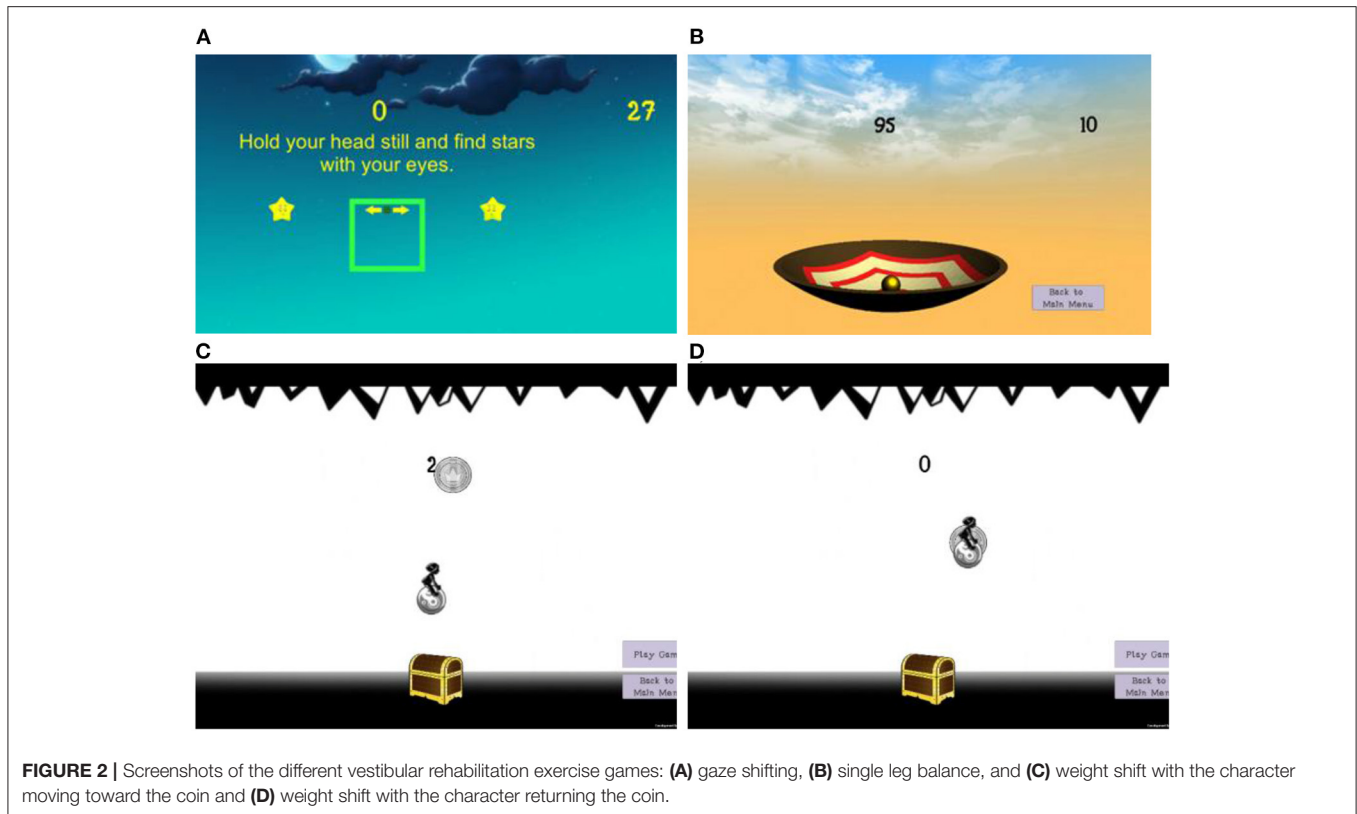 A
0
27
Hold your head still and find stars
with your eyes.
B
95
10
Back to
Main Menu
C
2
Play Gam
Back to
Main Men
D
0
Play Gam
Back to
Main Men
FIGURE 2 | Screenshots of the different vestibular rehabilitation exercise games: (A) gaze shifting, (B) single leg balance, and (C) weight shift with the character
moving toward the coin and (D) weight shift with the character returning the coin.